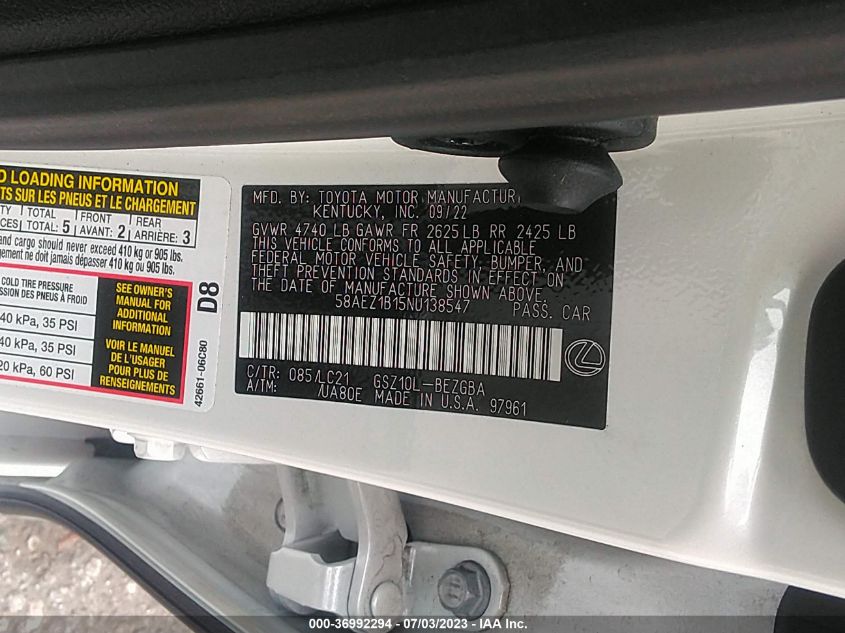 D LOADING INFORMATION
TS SUR LES PNEUS ET LE CHARGEMENT
TY TOTAL FRONT REAR
CES TOTAL: 5 AVANT: 2 ARRIÈRE: 3
and cargo should never exceed 410 kg or 905 lbs.
gement ne doit jamais dépasser 410 kg ou 905 lbs.
COLD TIRE PRESSURE
SSION DES PNEUS À FROID
40 kPa, 35 PSI
40 kPa, 35 PSI
20 kPa, 60 PSI
SEE OWNER'S
MANUAL FOR
ADDITIONAL
INFORMATION
VOIR LE MANUEL
DE L'USAGER
POUR PLUS DE
RENSEIGNEMENTS
D8
42661-06C80
MFD. BY: TOYOTA MOTOR MANUFACTUR
KENTUCKY, INC. 09/22
GVWR 4740 LB GAWR FR 2625 LB RR 2425 LB
THIS VEHICLE CONFORMS TO ALL APPLICABLE
FEDERAL MOTOR VEHICLE SAFETY, BUMPER, AND
THEFT PREVENTION STANDARDS IN EFFECT ON
THE DATE OF MANUFACTURE SHOWN ABOVE.
58AEZ1B15NU138547 PASS. CAR
C/TR: 085/LC21 GSZ10L-BEZGBA
A/TM: /UA80E MADE IN U.S.A. 97961
000-36992294 - 07/03/2023 - IAA Inc.